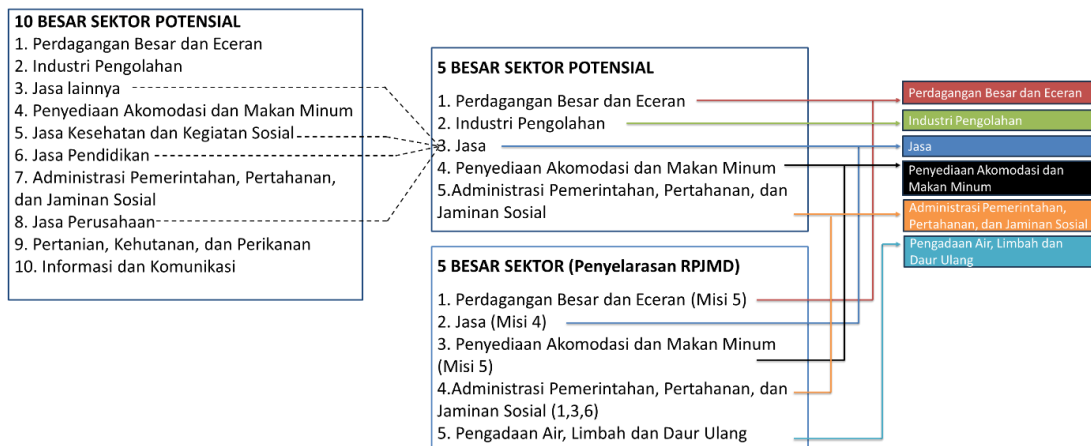 10 BESAR SEKTOR POTENSIAL
1. Perdagangan Besar dan Eceran
2. Industri Pengolahan
3. Jasa lainnya
4. Penyediaan Akomodasi dan Makan Minum
5. Jasa Kesehatan dan Kegiatan Sosial
6. Jasa Pendidikan
7. Administrasi Pemerintahan, Pertahanan,
dan Jaminan Sosial
8. Jasa Perusahaan
9. Pertanian, Kehutanan, dan Perikanan
10. Informasi dan Komunikasi
5 BESAR SEKTOR POTENSIAL
1. Perdagangan Besar dan Eceran
2. Industri Pengolahan
3. Jasa
4. Penyediaan Akomodasi dan Makan Minum
5.Administrasi Pemerintahan, Pertahanan, dan
Jaminan Sosial
5 BESAR SEKTOR (Penyelarasan RPJMD)
1. Perdagangan Besar dan Eceran (Misi 5)
2. Jasa (Misi 4)
3. Penyediaan Akomodasi dan Makan Minum
(Misi 5)
4.Administrasi Pemerintahan, Pertahanan, dan
Jaminan Sosial (1,3,6)
5. Pengadaan Air, Limbah dan Daur Ulang
Perdagangan Besar dan Eceran
Industri Pengolahan
Jasa
Penyediaan Akomodasi dan
Makan Minum
Administrasi Pemerintahan,
Pertahanan, dan Jaminan Sosial
Pengadaan Air, Limbah dan
Daur Ulang